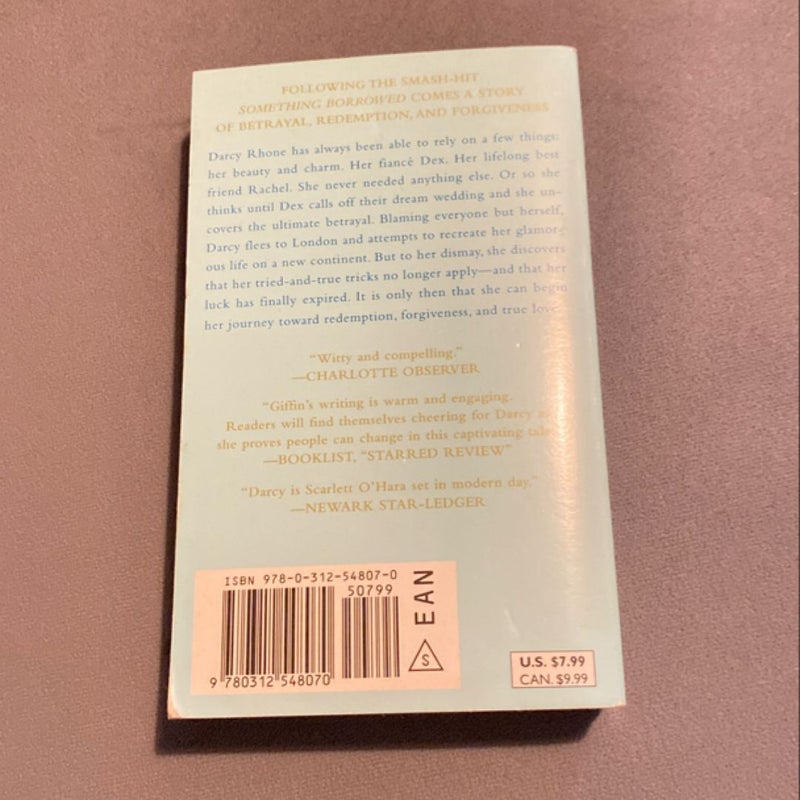 FOLLOWING THE SMASH-HIT
SOMETHING BORROWED COMES A STORY
OF BETRAYAL, REDEMPTION, AND FORGIVENESS
Darcy Rhone has always been able to rely on a few things:
her beauty and charm. Her fiancé Dex. Her lifelong best
friend Rachel. She never needed anything else. Or so she
thinks until Dex calls off their dream wedding and she un-
covers the ultimate betrayal. Blaming everyone but herself,
Darcy flees to London and attempts to recreate her glamor-
ous life on a new continent. But to her dismay, she discovers
that her tried-and-true tricks no longer apply—and that her
luck has finally expired. It is only then that she can begin
her journey toward redemption, forgiveness, and true love.
“Witty and compelling.”
—CHARLOTTE OBSERVER
“Giffin’s writing is warm and engaging.
Readers will find themselves cheering for Darcy as
she proves people can change in this captivating tale.
—BOOKLIST, “STARRED REVIEW”
“Darcy is Scarlett O’Hara set in modern day.”
—NEWARK STAR-LEDGER
ISBN 978-0-312-54807-0
50799
EAN
S
9 780312 548070
U.S. $7.99
CAN. $9.99